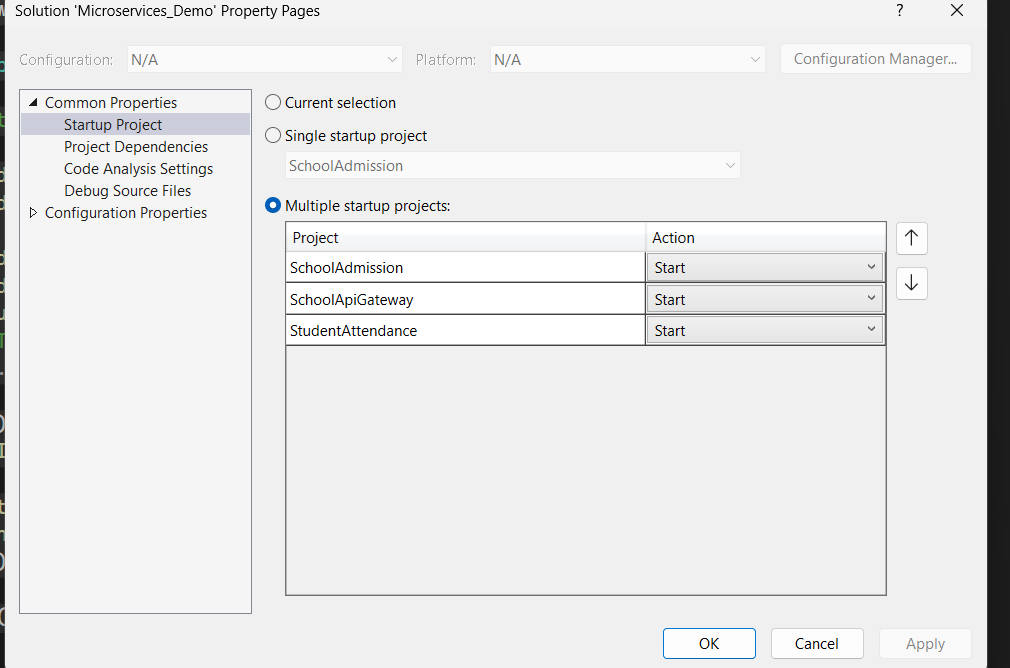 Solution 'Microservices_Demo' Property Pages
?
Configuration: N/A Platform: N/A Configuration Manager...
Common Properties
Startup Project
Project Dependencies
Code Analysis Settings
Debug Source Files
Configuration Properties
Current selection
Single startup project
SchoolAdmission
Multiple startup projects:
Project Action
SchoolAdmission Start
SchoolApiGateway Start
StudentAttendance Start
OK Cancel Apply